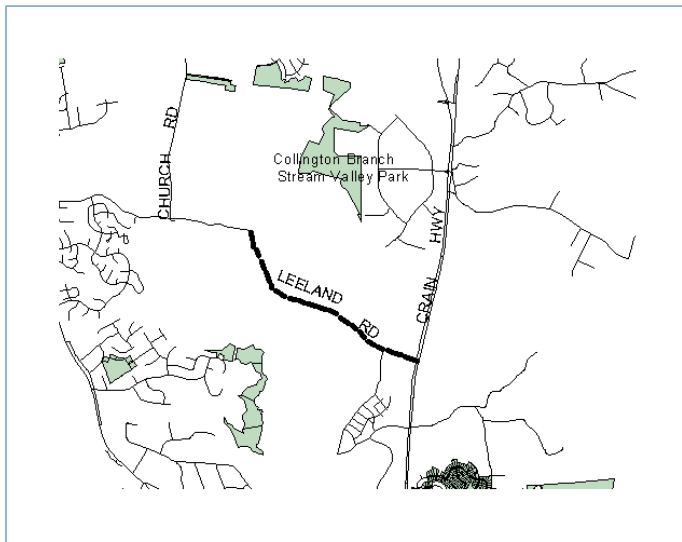 CHURCH RD
Collington Branch
Stream Valley Park
CRAIN HWY
LEELAND RD